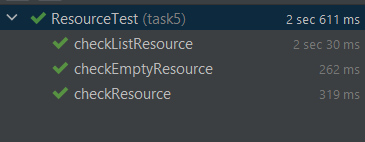 ResourceTest (task5) 2 sec 611 ms
checkListResource 2 sec 30 ms
checkEmptyResource 262 ms
checkResource 319 ms